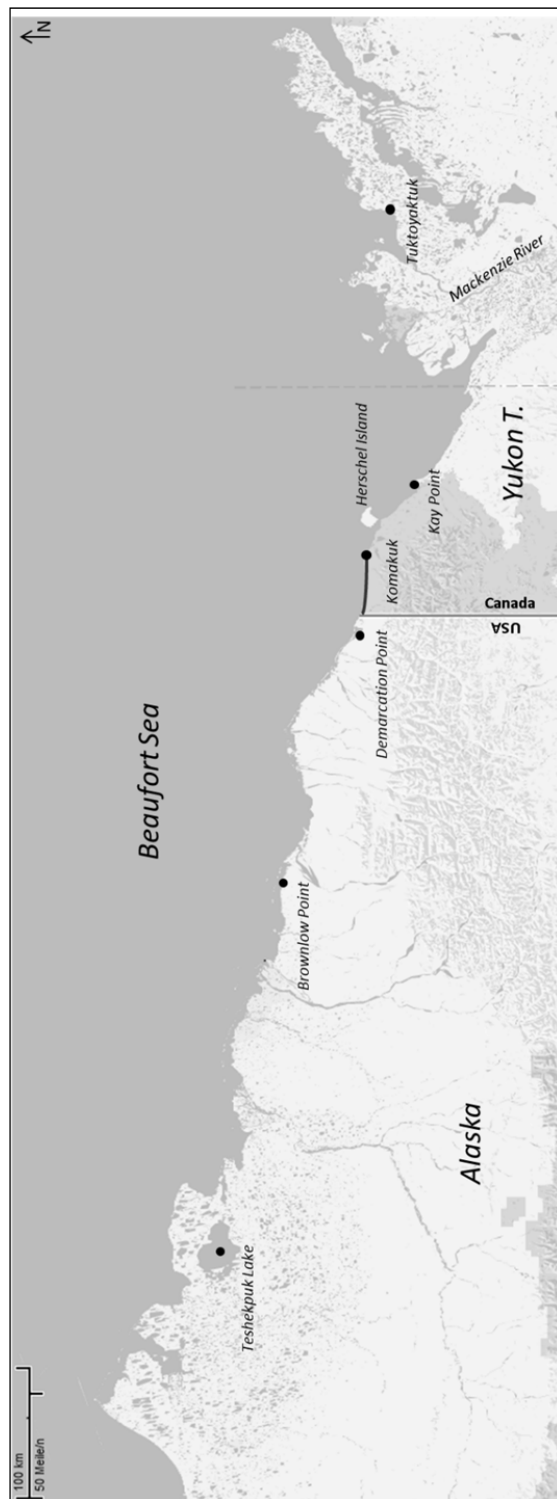 N
100 km
50 Meile/n
Beaufort Sea
Teshekpuk Lake
Brownlow Point
Demarcation Point
Komakuk
Herschel Island
Kay Point
Tuktoyaktuk
Mackenzie River
Alaska
USA
Canada
Yukon T.